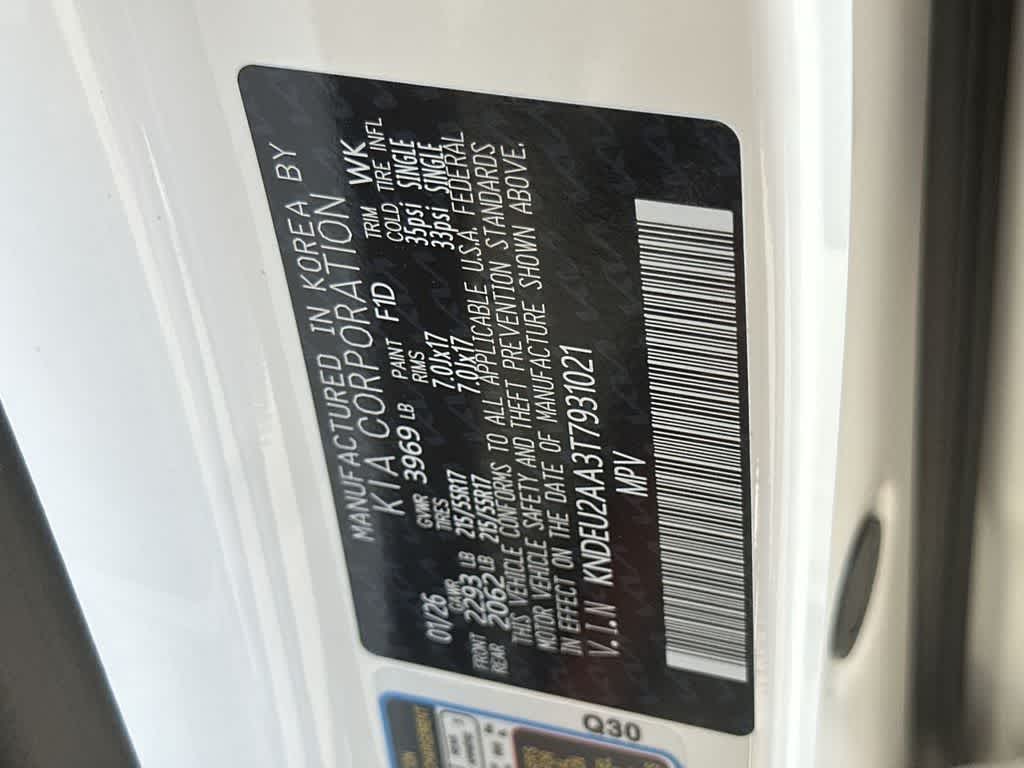 MANUFACTURED IN KOREA BY
KIA CORPORATION
01/26 GVWR 3969 LB PAINT F1D TRIM WK
GAWR TIRES RIMS COLD TIRE INFL
FRONT 2293 LB 215/55R17 7.0Jx17 35psi SINGLE
REAR 2062 LB 215/55R17 7.0Jx17 35psi SINGLE
THIS VEHICLE CONFORMS TO ALL APPLICABLE U.S.A. FEDERAL
MOTOR VEHICLE SAFETY AND THEFT PREVENTION STANDARDS
IN EFFECT ON THE DATE OF MANUFACTURE SHOWN ABOVE.
V.I.N KNDEU2AA3T7931021
MPV
Q30